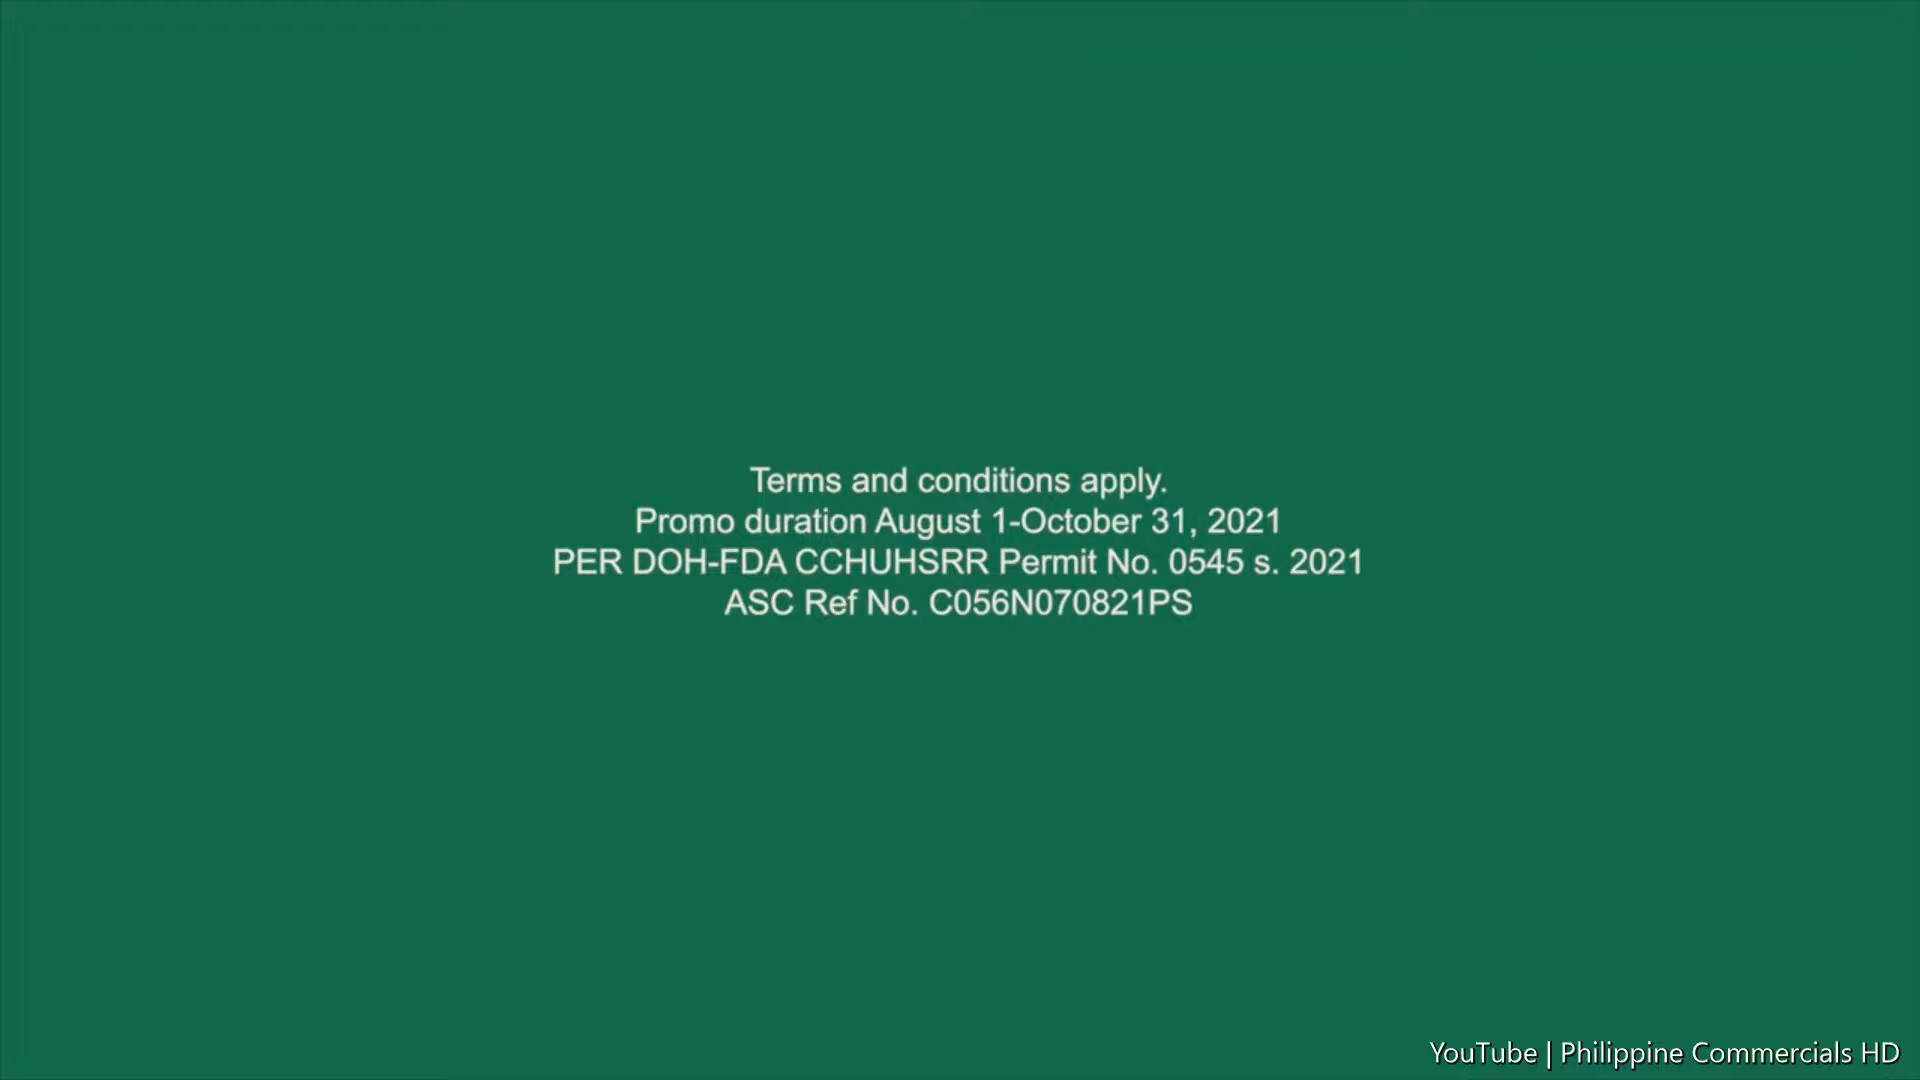 Terms and conditions apply.
Promo duration August 1-October 31, 2021
PER DOH-FDA CCHUHSRR Permit No. 0545 s. 2021
ASC Ref No. C056N070821PS
YouTube | Philippine Commercials HD